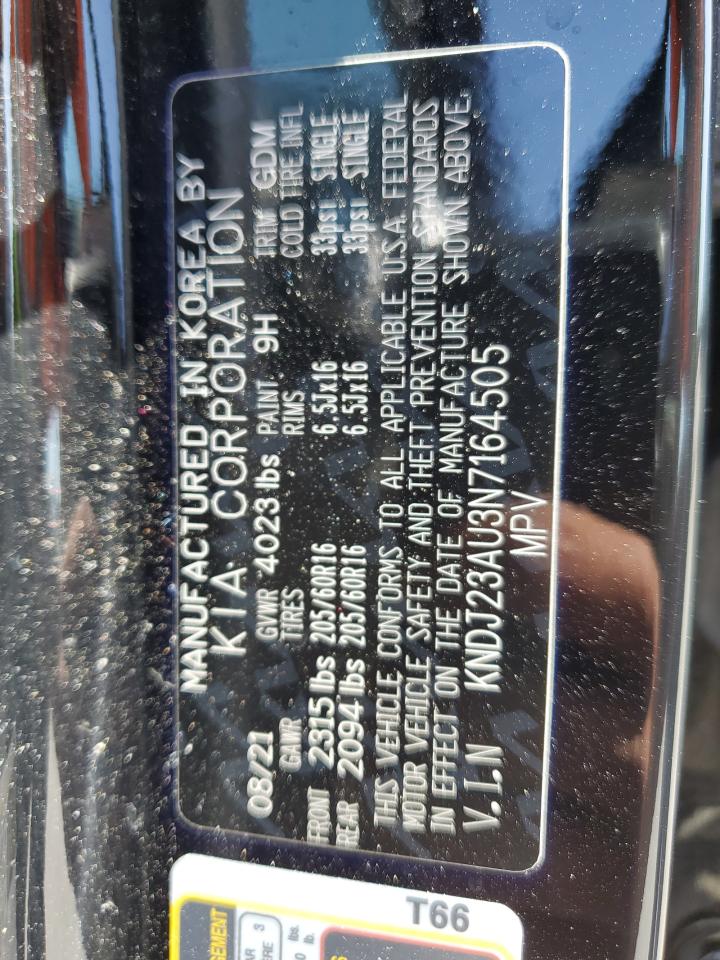 MANUFACTURED IN KOREA BY
KIA CORPORATION
08/21 GVWR 4023 lbs PAINT 9H TRIM GDM
GAWR TIRES RIMS COLD TIRE INFL
FRONT 2315 lbs 205/60R16 6.5Jx16 33psi SINGLE
REAR 2094 lbs 205/60R16 6.5Jx16 33psi SINGLE
THIS VEHICLE CONFORMS TO ALL APPLICABLE U.S.A. FEDERAL
MOTOR VEHICLE SAFETY AND THEFT PREVENTION STANDARDS
IN EFFECT ON THE DATE OF MANUFACTURE SHOWN ABOVE.
V.I.N KNDJ23AU3N7164505
MPV
T66
3
lbs.
lb.